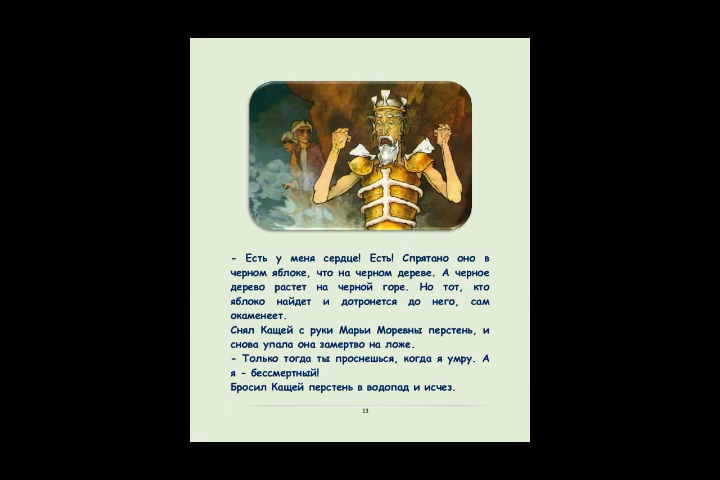 - Есть у меня сердце! Есть! Спрятано оно в
черном яблоке, что на черном дереве. А черное
дерево растет на черной горе. Но тот, кто
яблоко найдет и дотронется до него, сам
окаменеет.
Снял Кащей с руки Марьи Моревны перстень, и
снова упала она замертво на ложе.
- Только тогда ты проснешься, когда я умру. А
я - бессмертный!
Бросил Кащей перстень в водопад и исчез.
13